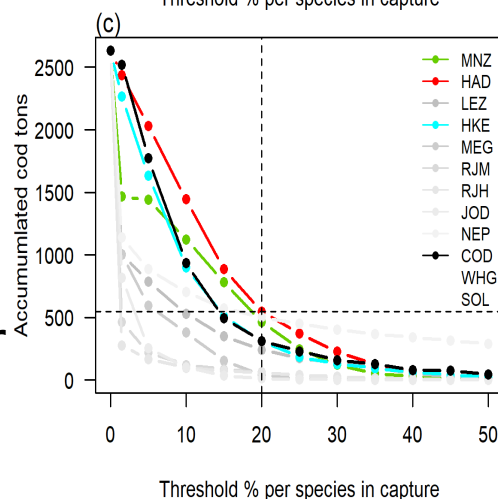 Threshold % per species in capture
(c)
Accumumlated cod tons
2500
2000
1500
1000
500
0
MNZ
HAD
LEZ
HKE
MEG
RJM
RJH
JOD
NEP
COD
WHG
SOL
0 10 20 30 40 50
Threshold % per species in capture